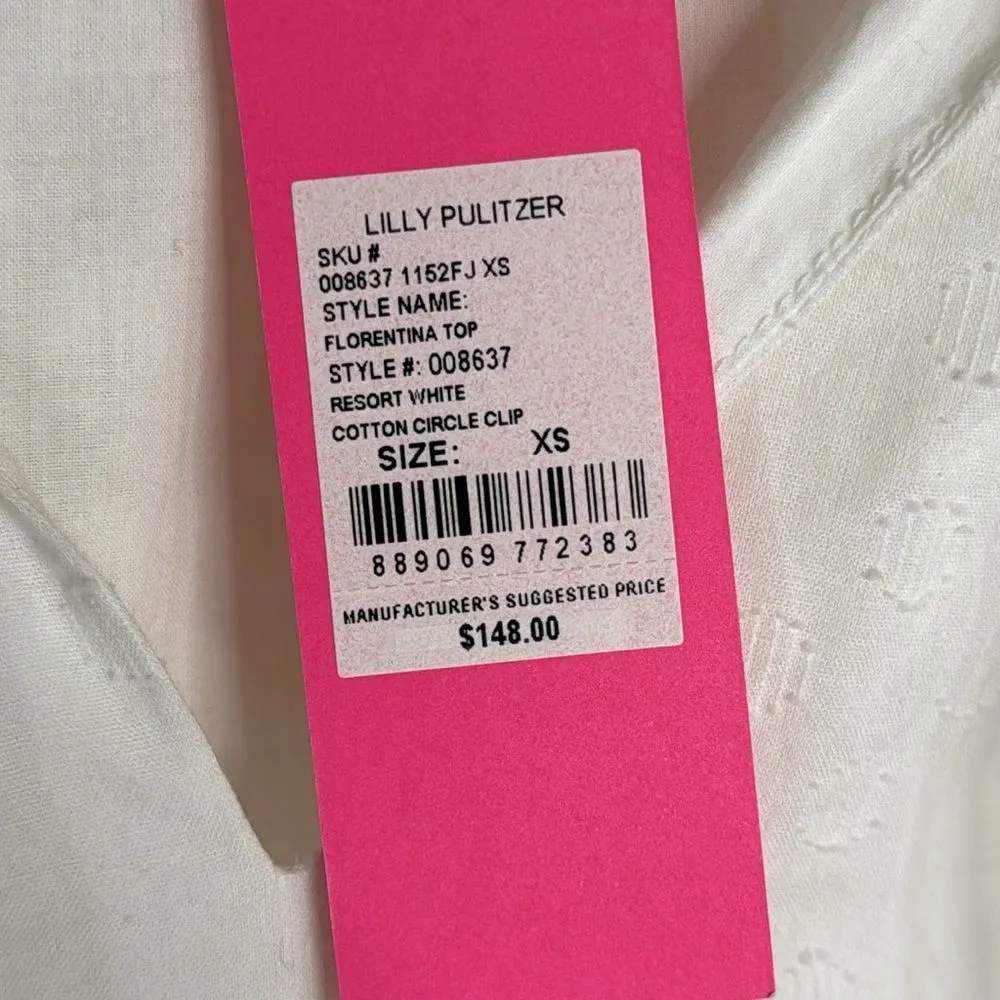 LILLY PULITZER
SKU #
008637 1152FJ XS
STYLE NAME:
FLORENTINA TOP
STYLE #: 008637
RESORT WHITE
COTTON CIRCLE CLIP
SIZE: XS
889069 772383
MANUFACTURER'S SUGGESTED PRICE
$148.00